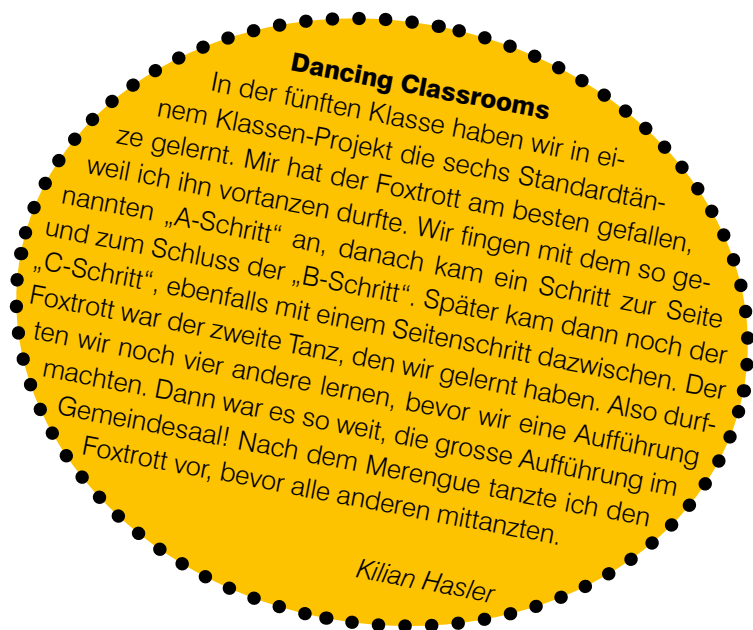 Dancing Classrooms
In der fünften Klasse haben wir in ei-
nem Klassen-Projekt die sechs Standardtän-
ze gelernt. Mir hat der Foxtrott am besten gefallen,
weil ich ihn vortanzen durfte. Wir fingen mit dem so ge-
nannten „A-Schritt“ an, danach kam ein Schritt zur Seite
und zum Schluss der „B-Schritt“. Später kam dann noch der
„C-Schritt“, ebenfalls mit einem Seitenschritt dazwischen. Der
Foxtrott war der zweite Tanz, den wir gelernt haben. Also durf-
ten wir noch vier andere lernen, bevor wir eine Aufführung
machten. Dann war es so weit, die grosse Aufführung im
Gemeindesaal! Nach dem Merengue tanzte ich den
Foxtrott vor, bevor alle anderen mittanzten.
Kilian Hasler